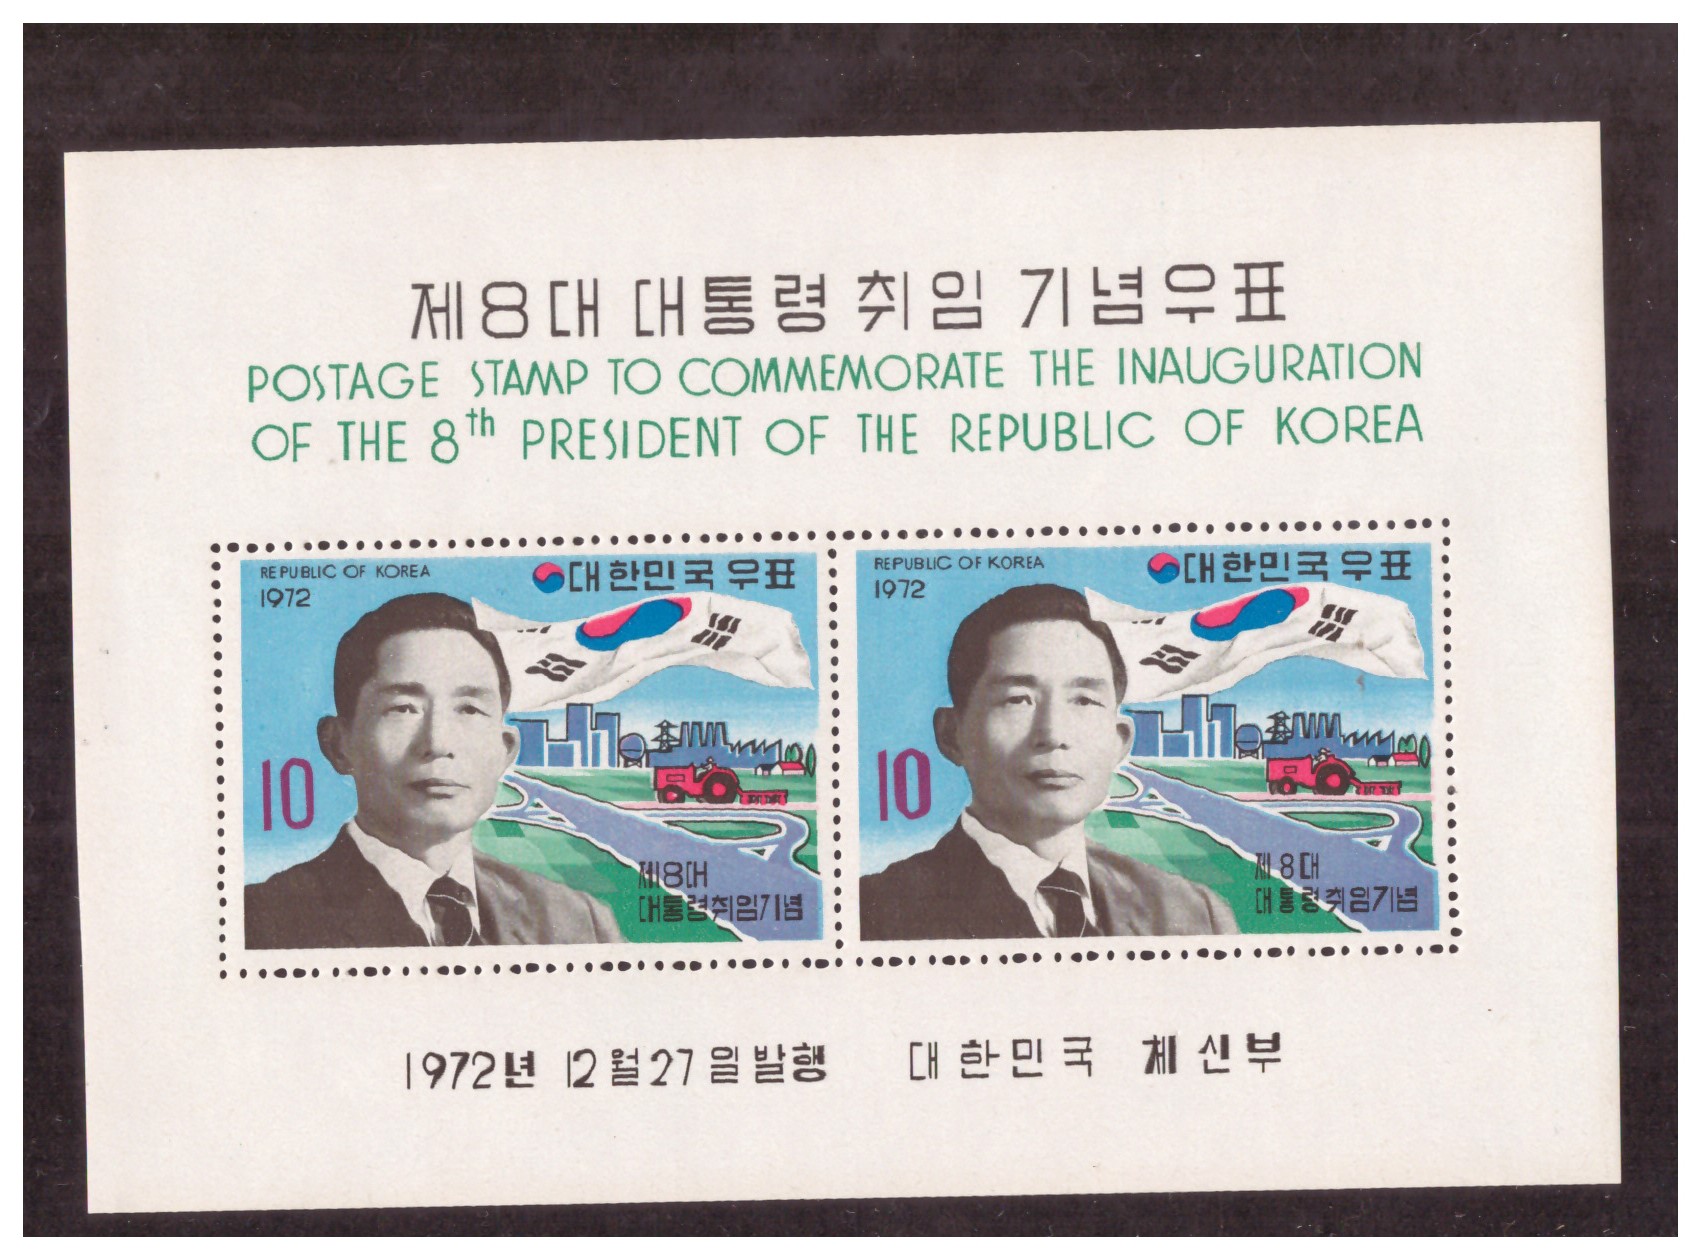 제8대 대통령 취임 기념우표
POSTAGE STAMP TO COMMEMORATE THE INAUGURATION
OF THE 8th PRESIDENT OF THE REPUBLIC OF KOREA
REPUBLIC OF KOREA
1972
대한민국우표
10
제8대
대통령취임기념
REPUBLIC OF KOREA
1972
대한민국우표
10
제8대
대통령취임기념
1972년 12월27일발행 대한민국 체신부